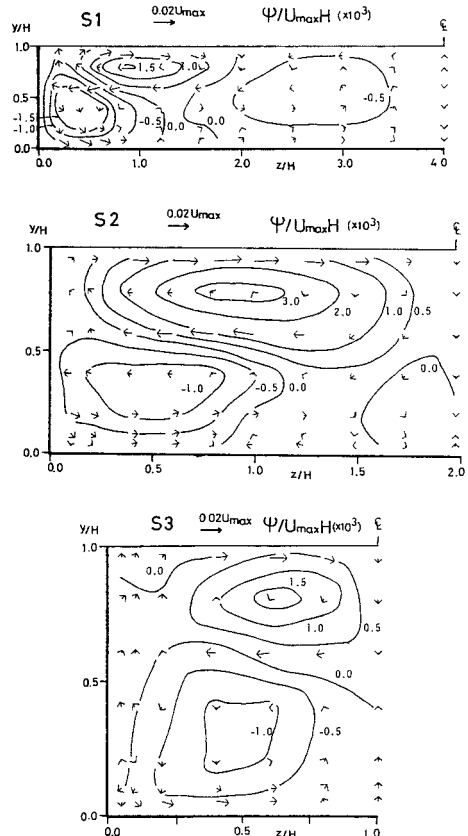 S1 0.02Umax Ψ/UmaxH (x10³)
y/H ℄
1.0
1.5 1.0
0.5
-0.5
-1.5
-1.0 -0.5 0.0 0.0
0.0
0.0 1.0 2.0 3.0 4.0
z/H
S2 0.02Umax Ψ/UmaxH (x10³)
y/H ℄
1.0
3.0 2.0 1.0 0.5
0.5
-1.0 -0.5 0.0 0.0
0.0
0.0 0.5 1.0 1.5 2.0
z/H
S3 0.02Umax Ψ/UmaxH (x10³)
y/H ℄
1.0
0.0 1.5
1.0 0.5
0.5 0.0
-1.0 -0.5
0.0
0.0 0.5 1.0
z/H